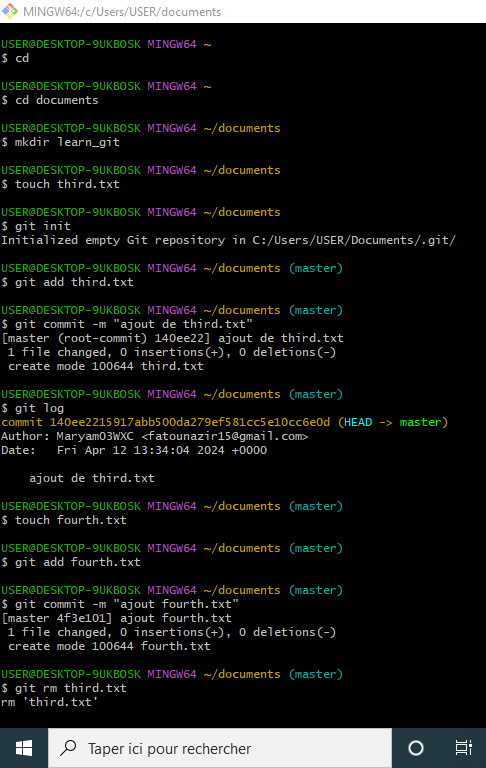 MINGW64:/c/Users/USER/documents
USER@DESKTOP-9UKBOSK MINGW64 ~
$ cd
USER@DESKTOP-9UKBOSK MINGW64 ~
$ cd documents
USER@DESKTOP-9UKBOSK MINGW64 ~/documents
$ mkdir learn_git
USER@DESKTOP-9UKBOSK MINGW64 ~/documents
$ touch third.txt
USER@DESKTOP-9UKBOSK MINGW64 ~/documents
$ git init
Initialized empty Git repository in C:/Users/USER/Documents/.git/
USER@DESKTOP-9UKBOSK MINGW64 ~/documents (master)
$ git add third.txt
USER@DESKTOP-9UKBOSK MINGW64 ~/documents (master)
$ git commit -m "ajout de third.txt"
[master (root-commit) 140ee22] ajout de third.txt
 1 file changed, 0 insertions(+), 0 deletions(-)
 create mode 100644 third.txt
USER@DESKTOP-9UKBOSK MINGW64 ~/documents (master)
$ git log
commit 140ee2215917abb500da279ef581cc5e10cc6e0d (HEAD -> master)
Author: Maryam03WXC <fatounazir15@gmail.com>
Date:   Fri Apr 12 13:34:04 2024 +0000
    ajout de third.txt
USER@DESKTOP-9UKBOSK MINGW64 ~/documents (master)
$ touch fourth.txt
USER@DESKTOP-9UKBOSK MINGW64 ~/documents (master)
$ git add fourth.txt
USER@DESKTOP-9UKBOSK MINGW64 ~/documents (master)
$ git commit -m "ajout fourth.txt"
[master 4f3e101] ajout fourth.txt
 1 file changed, 0 insertions(+), 0 deletions(-)
 create mode 100644 fourth.txt
USER@DESKTOP-9UKBOSK MINGW64 ~/documents (master)
$ git rm third.txt
rm 'third.txt'
Taper ici pour rechercher